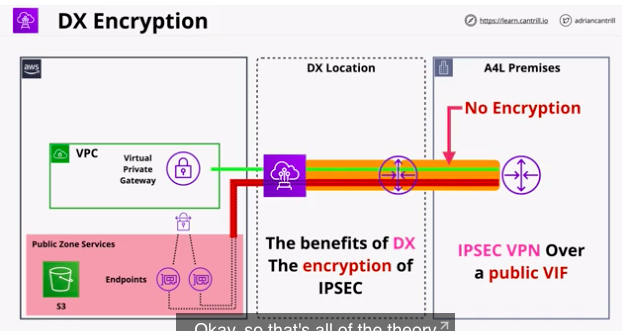 DX Encryption
https://learn.cantrill.io
adriancantrill
aws
DX Location
A4L Premises
No Encryption
VPC
Virtual
Private
Gateway
Public Zone Services
Endpoints
S3
The benefits of DX
The encryption of
IPSEC
IPSEC VPN Over
a public VIF
Okay, so that's all of the theory